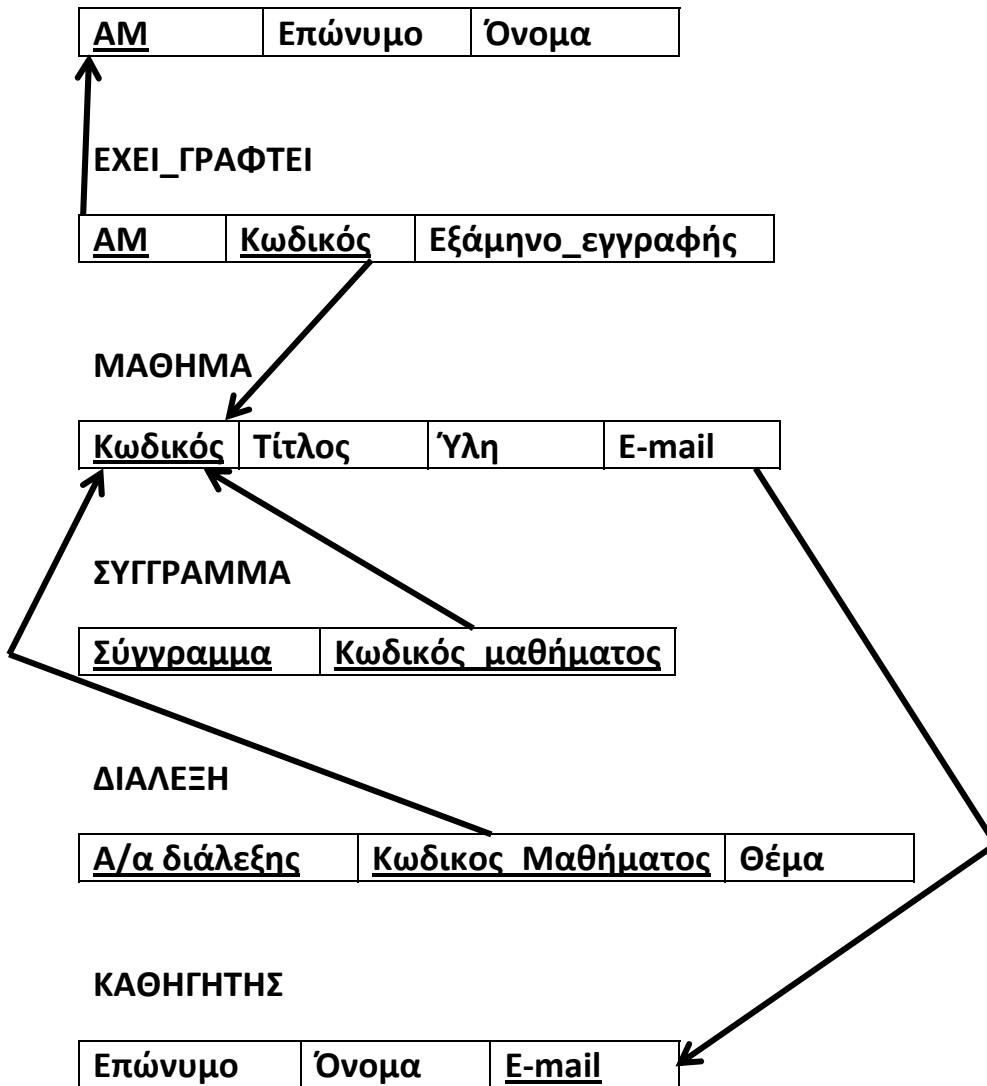 ΑΜ Επώνυμο Όνομα
ΕΧΕΙ_ΓΡΑΦΤΕΙ
ΑΜ Κωδικός Εξάμηνο_εγγραφής
ΜΑΘΗΜΑ
Κωδικός Τίτλος Ύλη E-mail
ΣΥΓΓΡΑΜΜΑ
Σύγγραμμα Κωδικός_μαθήματος
ΔΙΑΛΕΞΗ
Α/α διάλεξης Κωδικος_Μαθήματος Θέμα
ΚΑΘΗΓΗΤΗΣ
Επώνυμο Όνομα E-mail